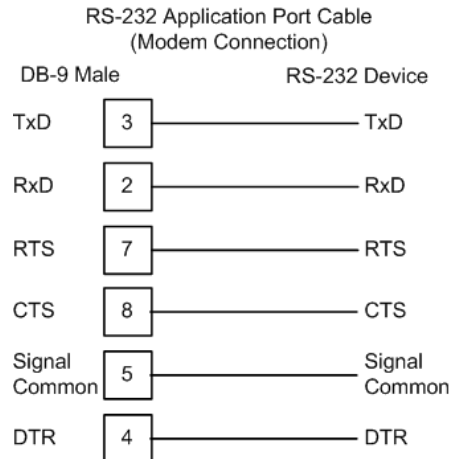 RS-232 Application Port Cable
(Modem Connection)
DB-9 Male RS-232 Device
TxD 3 TxD
RxD 2 RxD
RTS 7 RTS
CTS 8 CTS
Signal Common 5 Signal Common
DTR 4 DTR